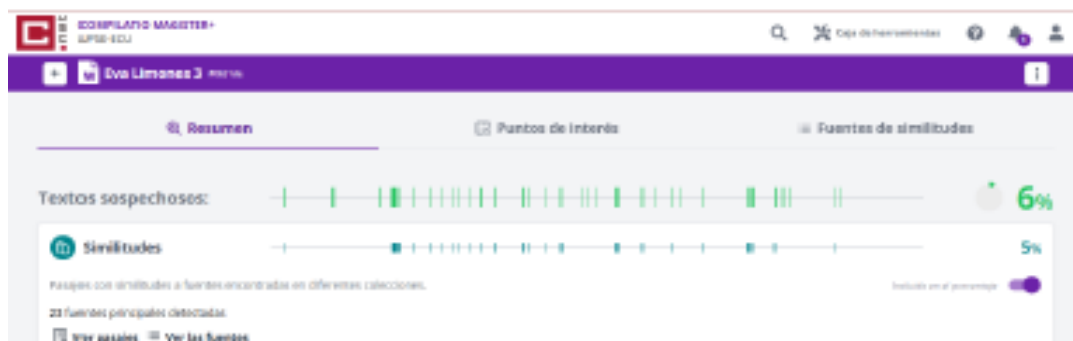 COMPILATIO MAGISTER+
UPSE-ECU
Caja de herramientas
Eva Limones 3
Resumen
Puntos de interés
Fuentes de similitudes
Textos sospechosos:
6%
Similitudes
5%
Pasajes con similitudes a fuentes encontradas en diferentes colecciones.
Incluido en el porcentaje
23 fuentes principales detectadas
Ver pasajes
Ver las fuentes